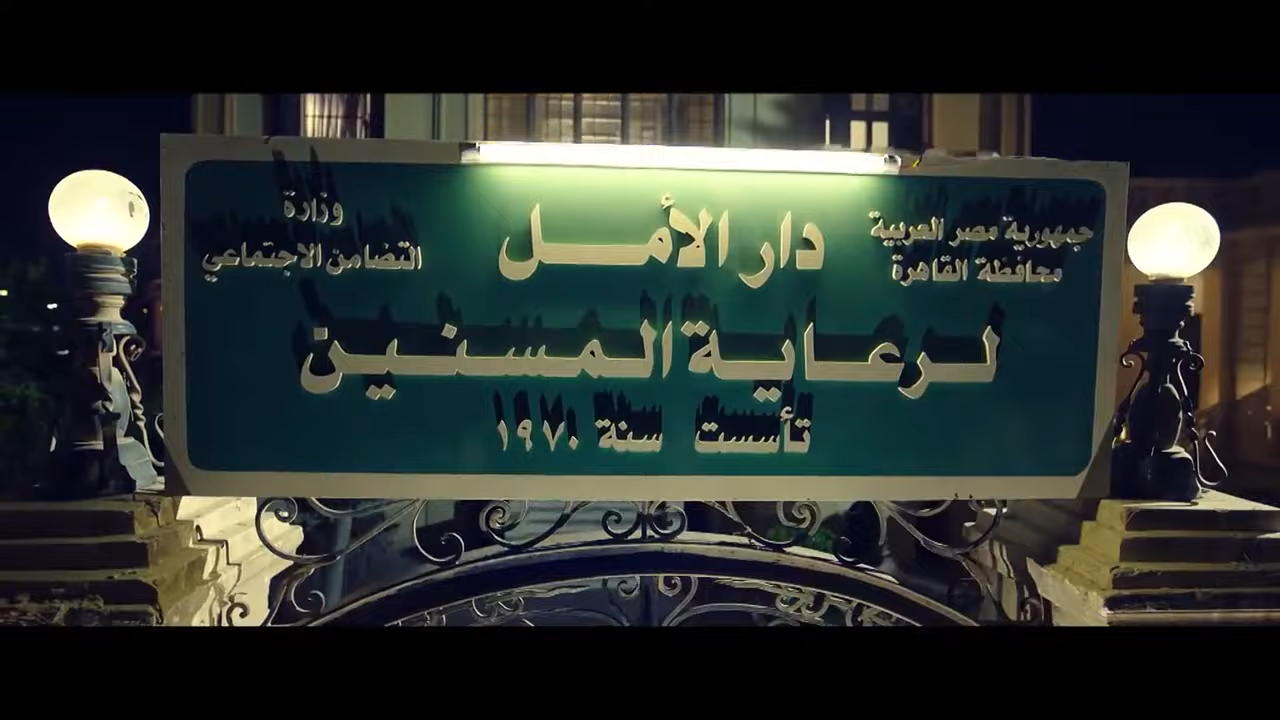 جمهورية مصر العربية
محافظة القاهرة
دار الأمل
وزارة
التضامن الاجتماعي
لرعاية المسنين
تأسست سنة ١٩٧٠